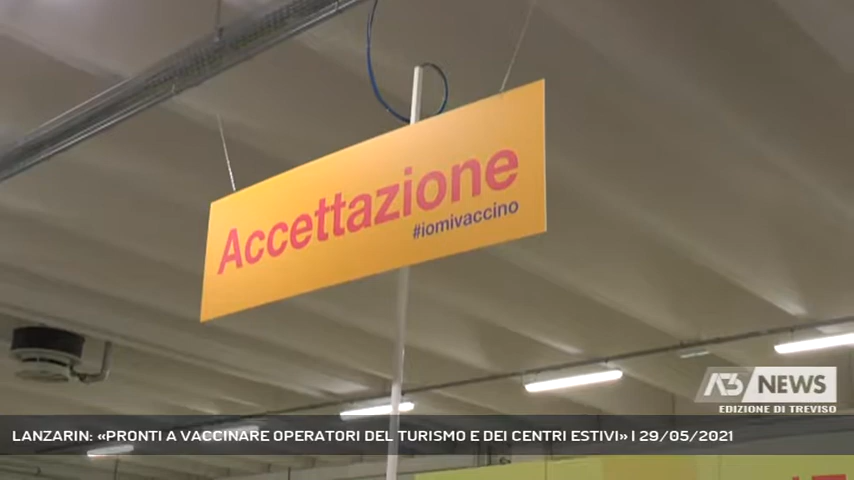 Accettazione
#iomivaccino
A3 NEWS
EDIZIONE DI TREVISO
LANZARIN: «PRONTI A VACCINARE OPERATORI DEL TURISMO E DEI CENTRI ESTIVI» | 29/05/2021